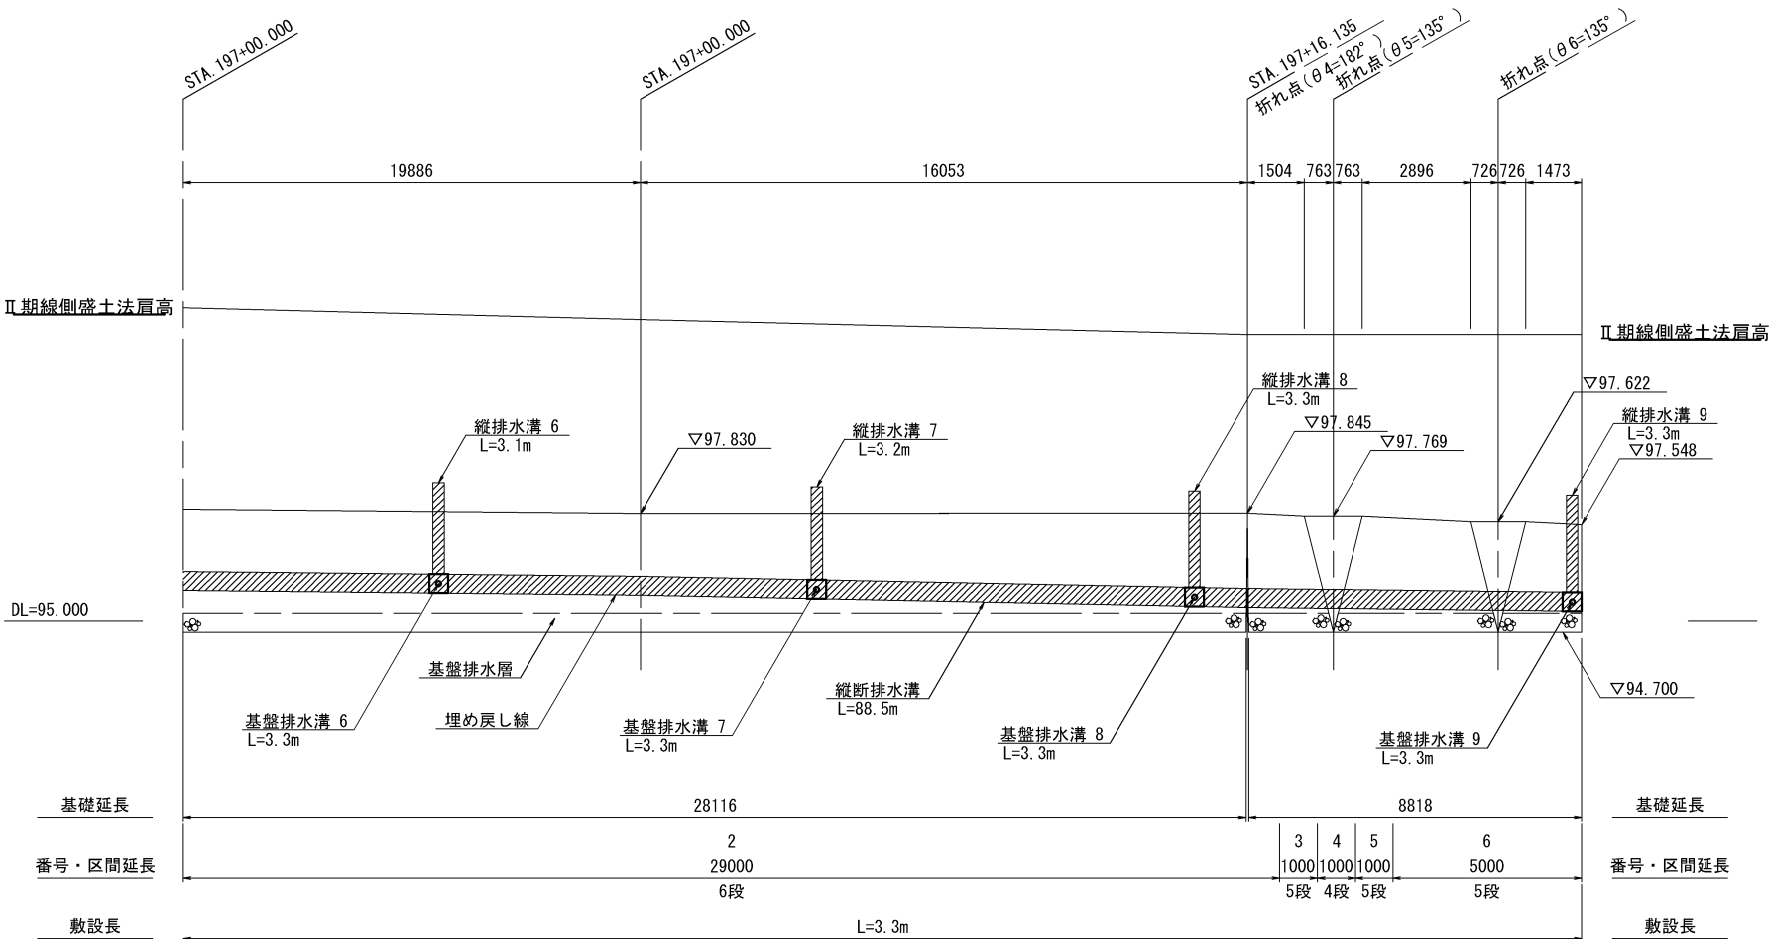 STA.197+00.000
STA.197+00.000
STA.197+16.135
折れ点(θ4=182°)
折れ点(θ5=135°)
折れ点(θ6=135°)
19886
16053
1504
763
763
2896
726
726
1473
Ⅱ期線側盛土法肩高
Ⅱ期線側盛土法肩高
縦排水溝 6
L=3.1m
▽97.830
縦排水溝 7
L=3.2m
縦排水溝 8
L=3.3m
▽97.845
▽97.769
▽97.622
縦排水溝 9
L=3.3m
▽97.548
DL=95.000
基盤排水層
埋め戻し線
基盤排水溝 6
L=3.3m
基盤排水溝 7
L=3.3m
縦断排水溝
L=88.5m
基盤排水溝 8
L=3.3m
基盤排水溝 9
L=3.3m
▽94.700
基礎延長
28116
8818
基礎延長
2
3
4
5
6
番号・区間延長
29000
1000
1000
1000
5000
番号・区間延長
6段
5段
4段
5段
5段
敷設長
L=3.3m
敷設長